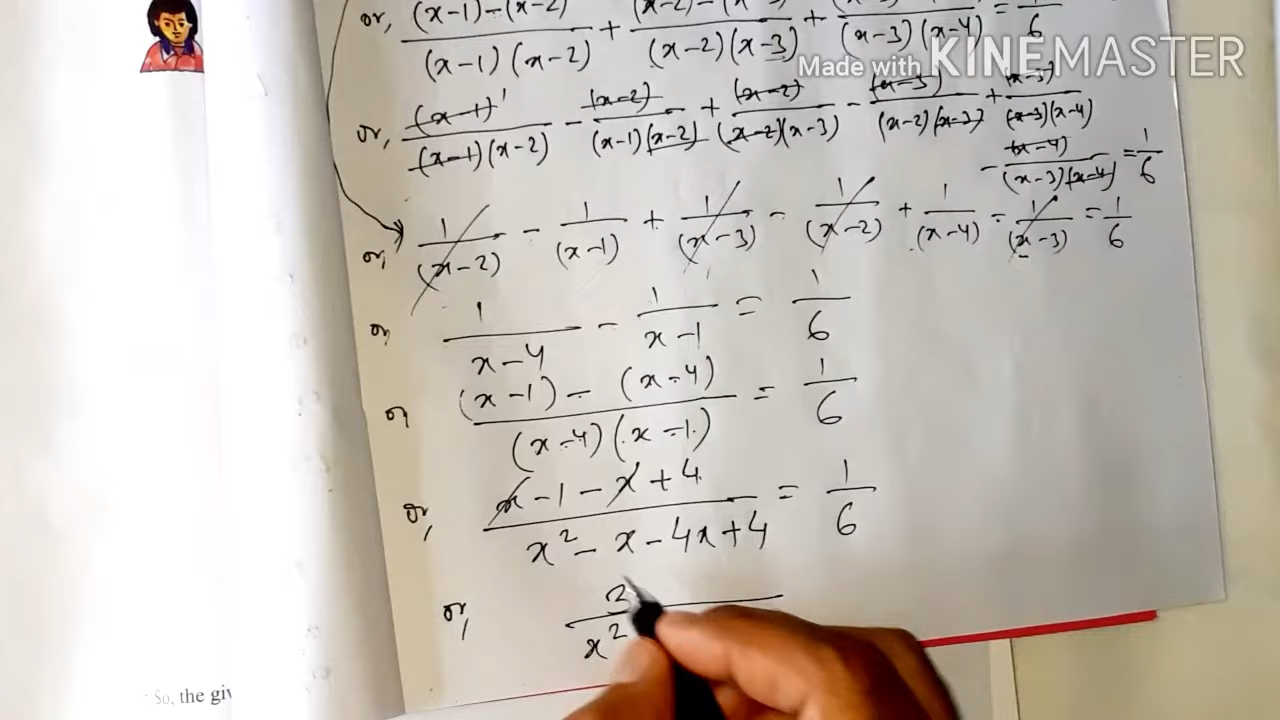 or, (x-1)-(x-2) / (x-1)(x-2) + / (x-2)(x-3) + / (x-3)(x-4) = 1/6
Made with KINEMASTER
or, (x-1) 1 / (x-1)(x-2) - (x-2) / (x-1)(x-2) + (x-2) / (x-2)(x-3) - (x-3) / (x-2)(x-3) + (x-3) / (x-3)(x-4)
- (x-4) / (x-3)(x-4) = 1/6
or, 1/(x-2) - 1/(x-1) + 1/(x-3) - 1/(x-2) + 1/(x-4) - 1/(x-3) = 1/6
or 1/x-4 - 1/x-1 = 1/6
or (x-1) - (x-4) / (x-4)(x-1) = 1/6
or, x-1-x+4 / x²-x-4x+4 = 1/6
or, 3 / x²
So, the giv